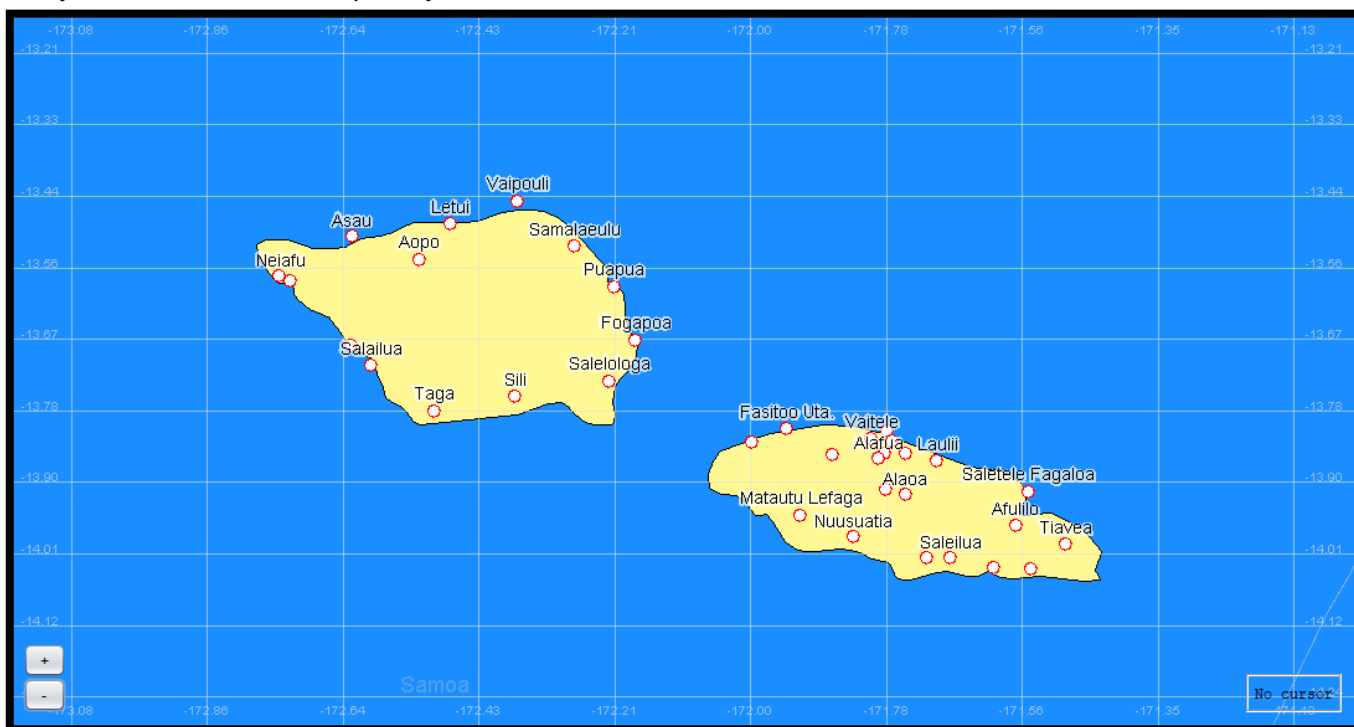 -173.08 -172.86 -172.64 -172.43 -172.21 -172.00 -171.78 -171.56 -171.35 -171.13
-13.21 -13.21
-13.33 -13.33
-13.44 -13.44
Vaipouli
Letui
Asau
Samalaeulu
Aopo
Neiafu
-13.56 -13.56
Puapua
Fogapoa
-13.67 -13.67
Salailua
Salelologa
Sili
Taga
-13.78 -13.78
Fasitoo Uta.
Vaitele
Alafua Laulii
Saletele Fagaloa
-13.90 Alaoa -13.90
Matautu Lefaga
Afulilo
Nuusuatia
Tiavea
Saleilua
-14.01 -14.01
-14.12 -14.12
+
Samoa
-
No cursor
-173.08 -172.86 -172.64 -172.43 -172.21 -172.00 -171.78 -171.56 -171.35